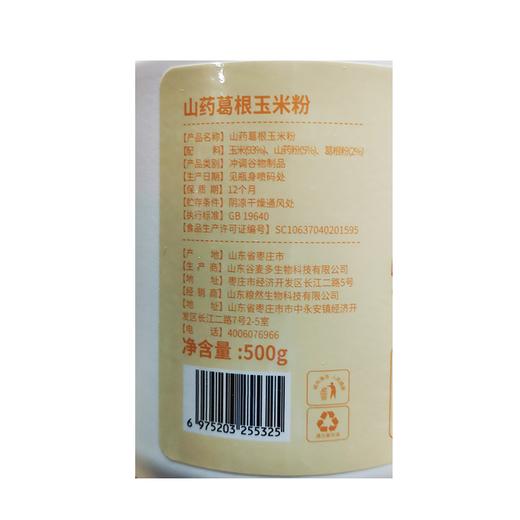 山药葛根玉米粉
【产品名称】山药葛根玉米粉
【配 料】玉米(93%)、山药粉(5%)、葛根粉(2%)
【产品类别】冲调谷物制品
【生产日期】见瓶身喷码处
【保 质 期】12个月
【贮存条件】阴凉干燥通风处
【执行标准】GB 19640
【食品生产许可证编号】SC10637040201595
【产 地】山东省枣庄市
【生 产 商】山东谷麦多生物科技有限公司
【地 址】枣庄市经济开发区长江二路5号
【经 销 商】山东粮然生物科技有限公司
【地 址】山东省枣庄市市中永安镇经济开
发区长江二路7号2-5室
【电 话】4006076966
净含量:500g
6 975203 255325